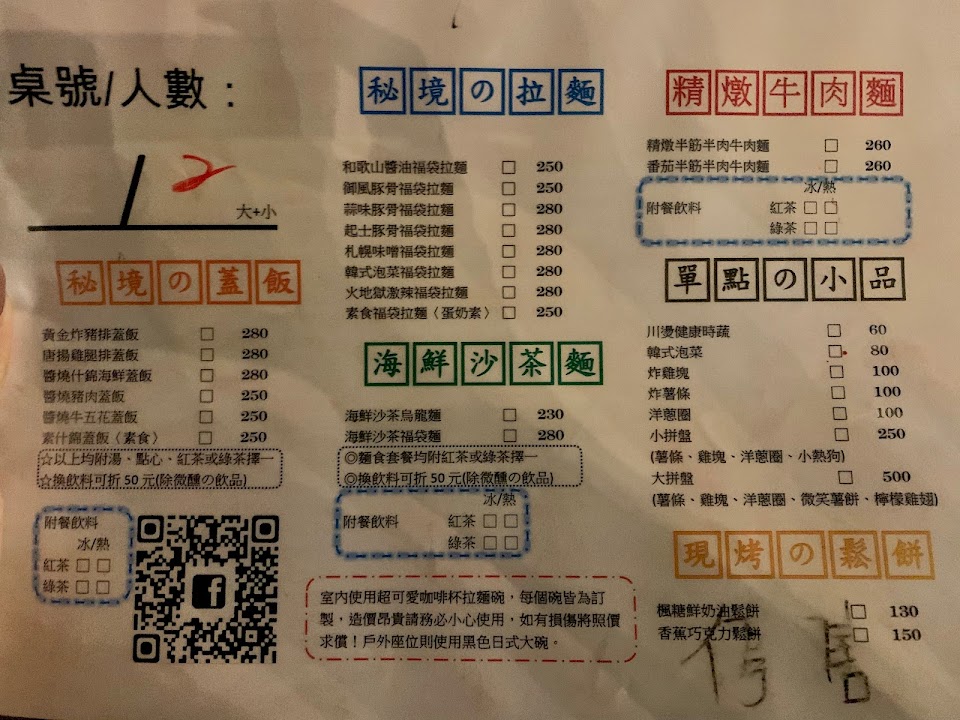 桌號/人數：
/ 2
大+小
秘境の蓋飯
黃金炸豬排蓋飯 □ 280
唐揚雞腿排蓋飯 □ 280
醬燒什錦海鮮蓋飯 □ 280
醬燒豬肉蓋飯 □ 250
醬燒牛五花蓋飯 □ 250
素什錦蓋飯〈素食〉 □ 250
☆以上均附湯、點心、紅茶或綠茶擇一
☆換飲料可折 50 元(除微醺の飲品)
附餐飲料
冰/熱
紅茶 □ □
綠茶 □ □
秘境の拉麵
和歌山醬油福袋拉麵 □ 250
御風豚骨福袋拉麵 □ 250
蒜味豚骨福袋拉麵 □ 280
起士豚骨福袋拉麵 □ 280
札幌味噌福袋拉麵 □ 280
韓式泡菜福袋拉麵 □ 280
火地獄激辣福袋拉麵 □ 280
素食福袋拉麵〈蛋奶素〉 □ 250
海鮮沙茶麵
海鮮沙茶烏龍麵 □ 230
海鮮沙茶福袋麵 □ 280
◎麵食套餐均附紅茶或綠茶擇一
◎換飲料可折 50 元(除微醺の飲品)
冰/熱
附餐飲料 紅茶 □ □
綠茶 □ □
室內使用超可愛咖啡杯拉麵碗，每個碗皆為訂
製，造價昂貴請務必小心使用，如有損傷將照價
求償！戶外座位則使用黑色日式大碗。
精燉牛肉麵
精燉半筋半肉牛肉麵 □ 260
番茄半筋半肉牛肉麵 □ 260
冰/熱
附餐飲料 紅茶 □ □
綠茶 □ □
單點の小品
川燙健康時蔬 □ 60
韓式泡菜 □ 80
炸雞塊 □ 100
炸薯條 □ 100
洋蔥圈 □ 100
小拼盤 □ 250
(薯條、雞塊、洋蔥圈、小熱狗)
大拼盤 □ 500
(薯條、雞塊、洋蔥圈、微笑薯餅、檸檬雞翅)
現烤の鬆餅
楓糖鮮奶油鬆餅 □ 130
香蕉巧克力鬆餅 □ 150
停售